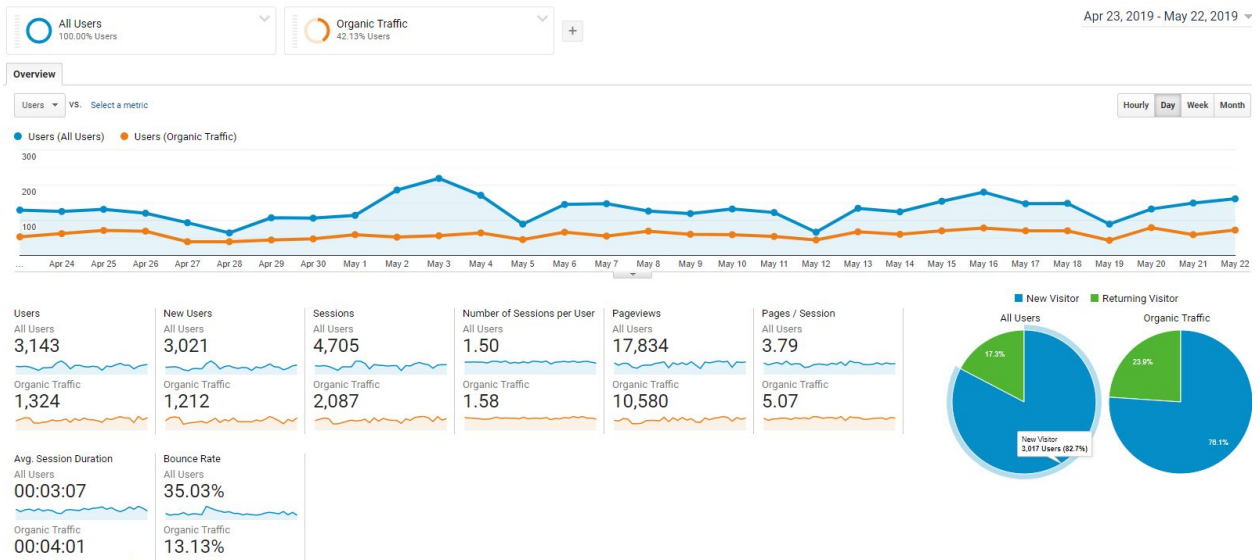 All Users
100.00% Users
Organic Traffic
42.13% Users
+
Apr 23, 2019 - May 22, 2019
Overview
Users VS. Select a metric
Hourly Day Week Month
Users (All Users) Users (Organic Traffic)
300
200
100
... Apr 24 Apr 25 Apr 26 Apr 27 Apr 28 Apr 29 Apr 30 May 1 May 2 May 3 May 4 May 5 May 6 May 7 May 8 May 9 May 10 May 11 May 12 May 13 May 14 May 15 May 16 May 17 May 18 May 19 May 20 May 21 May 22
Users
All Users
3,143
Organic Traffic
1,324
New Users
All Users
3,021
Organic Traffic
1,212
Sessions
All Users
4,705
Organic Traffic
2,087
Number of Sessions per User
All Users
1.50
Organic Traffic
1.58
Pageviews
All Users
17,834
Organic Traffic
10,580
Pages / Session
All Users
3.79
Organic Traffic
5.07
Avg. Session Duration
All Users
00:03:07
Organic Traffic
00:04:01
Bounce Rate
All Users
35.03%
Organic Traffic
13.13%
New Visitor Returning Visitor
All Users
17.3%
New Visitor
3,017 Users (82.7%)
Organic Traffic
23.9%
76.1%